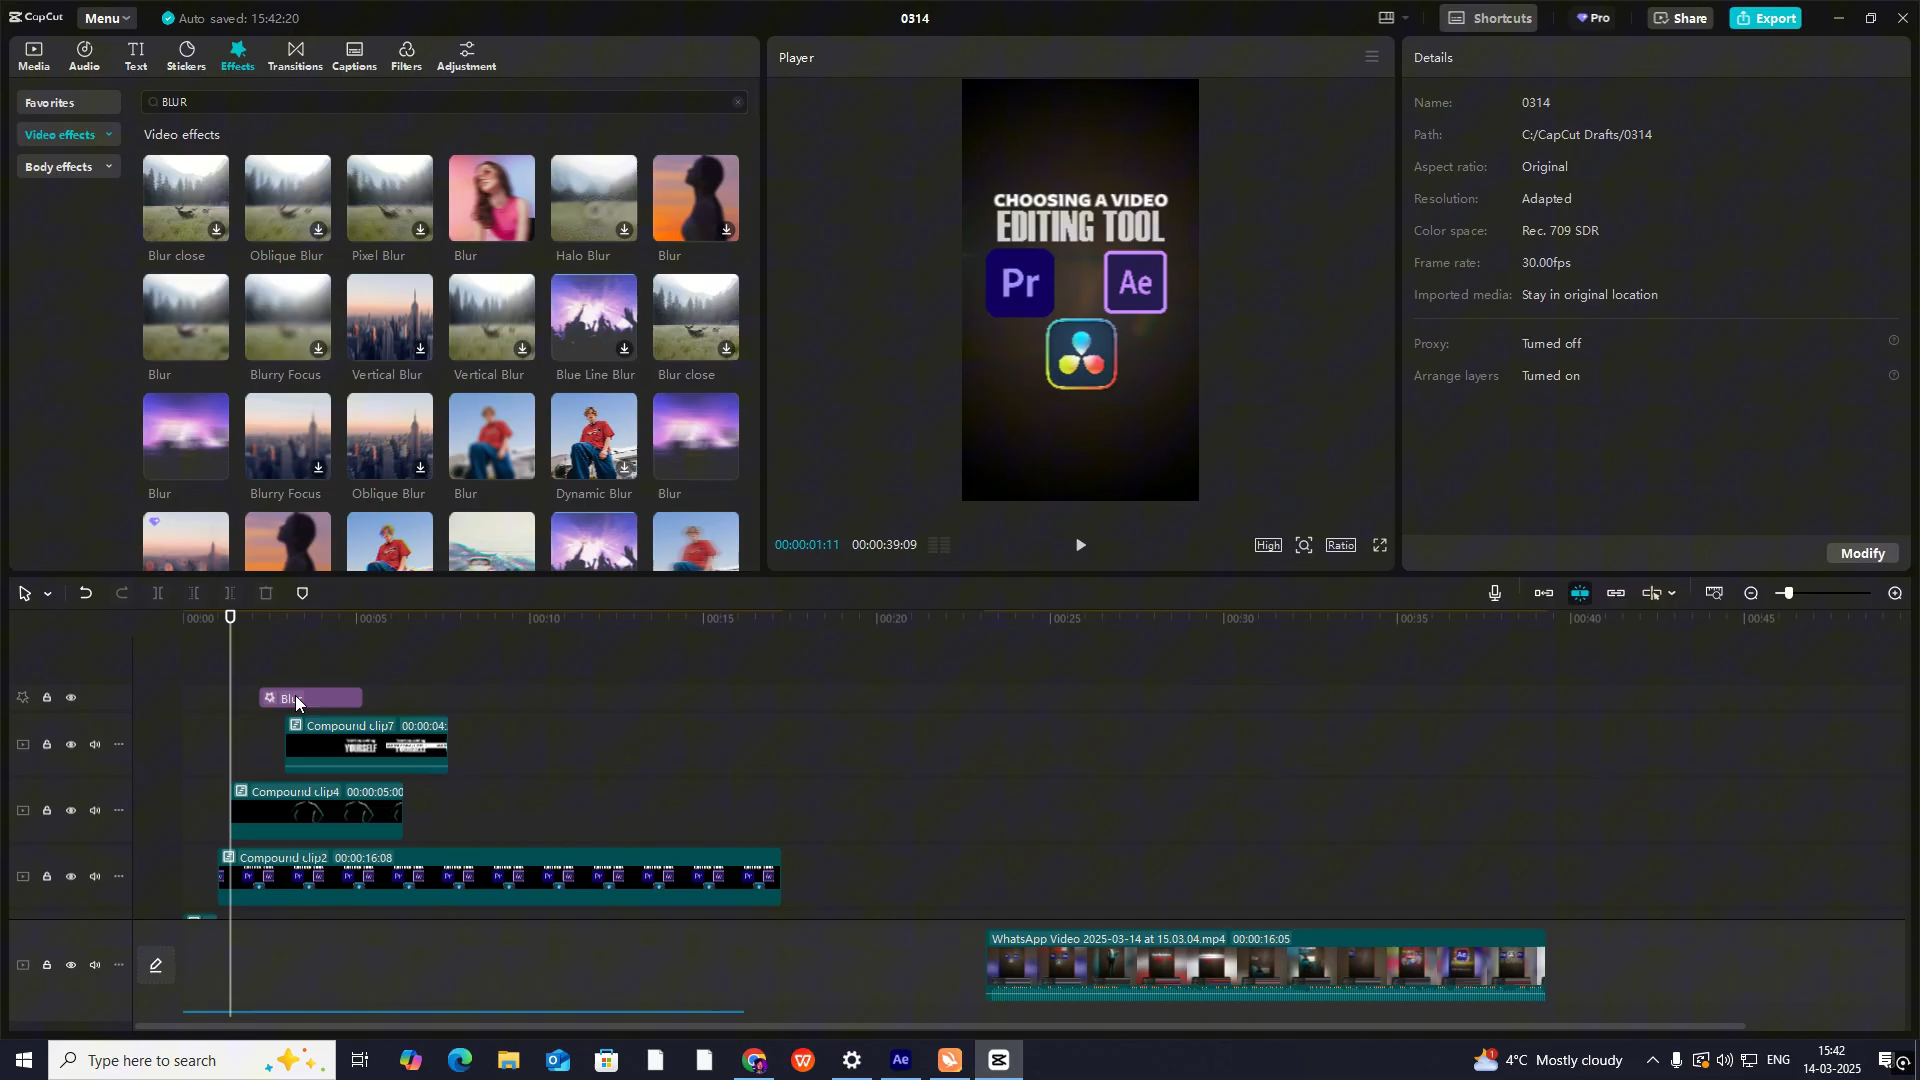 CapCut
Menu
Auto saved: 15:42:20
0314
Shortcuts
Pro
Share
Export
Media
Audio
Text
Stickers
Effects
Transitions
Captions
Filters
Adjustment
Favorites
Video effects
Body effects
BLUR
Video effects
Blur close
Oblique Blur
Pixel Blur
Blur
Halo Blur
Blur
Blur
Blurry Focus
Vertical Blur
Vertical Blur
Blue Line Blur
Blur close
Blur
Blurry Focus
Oblique Blur
Blur
Dynamic Blur
Blur
Player
CHOOSING A VIDEO
EDITING TOOL
Pr
Ae
00:00:01:11
00:00:39:09
High
Ratio
Details
Name: 0314
Path: C:/CapCut Drafts/0314
Aspect ratio: Original
Resolution: Adapted
Color space: Rec. 709 SDR
Frame rate: 30.00fps
Imported media: Stay in original location
Proxy: Turned off
Arrange layers Turned on
Modify
00:00
00:05
00:10
00:15
00:20
00:25
00:30
00:35
00:40
00:45
Compound clip7 00:00:04:
YOURSELF
Compound clip4 00:00:05:00
Compound clip2 00:00:16:08
WhatsApp Video 2025-03-14 at 15.03.04.mp4 00:00:16:05
Type here to search
Ae
1
4°C Mostly cloudy
ENG
15:42
14-03-2025